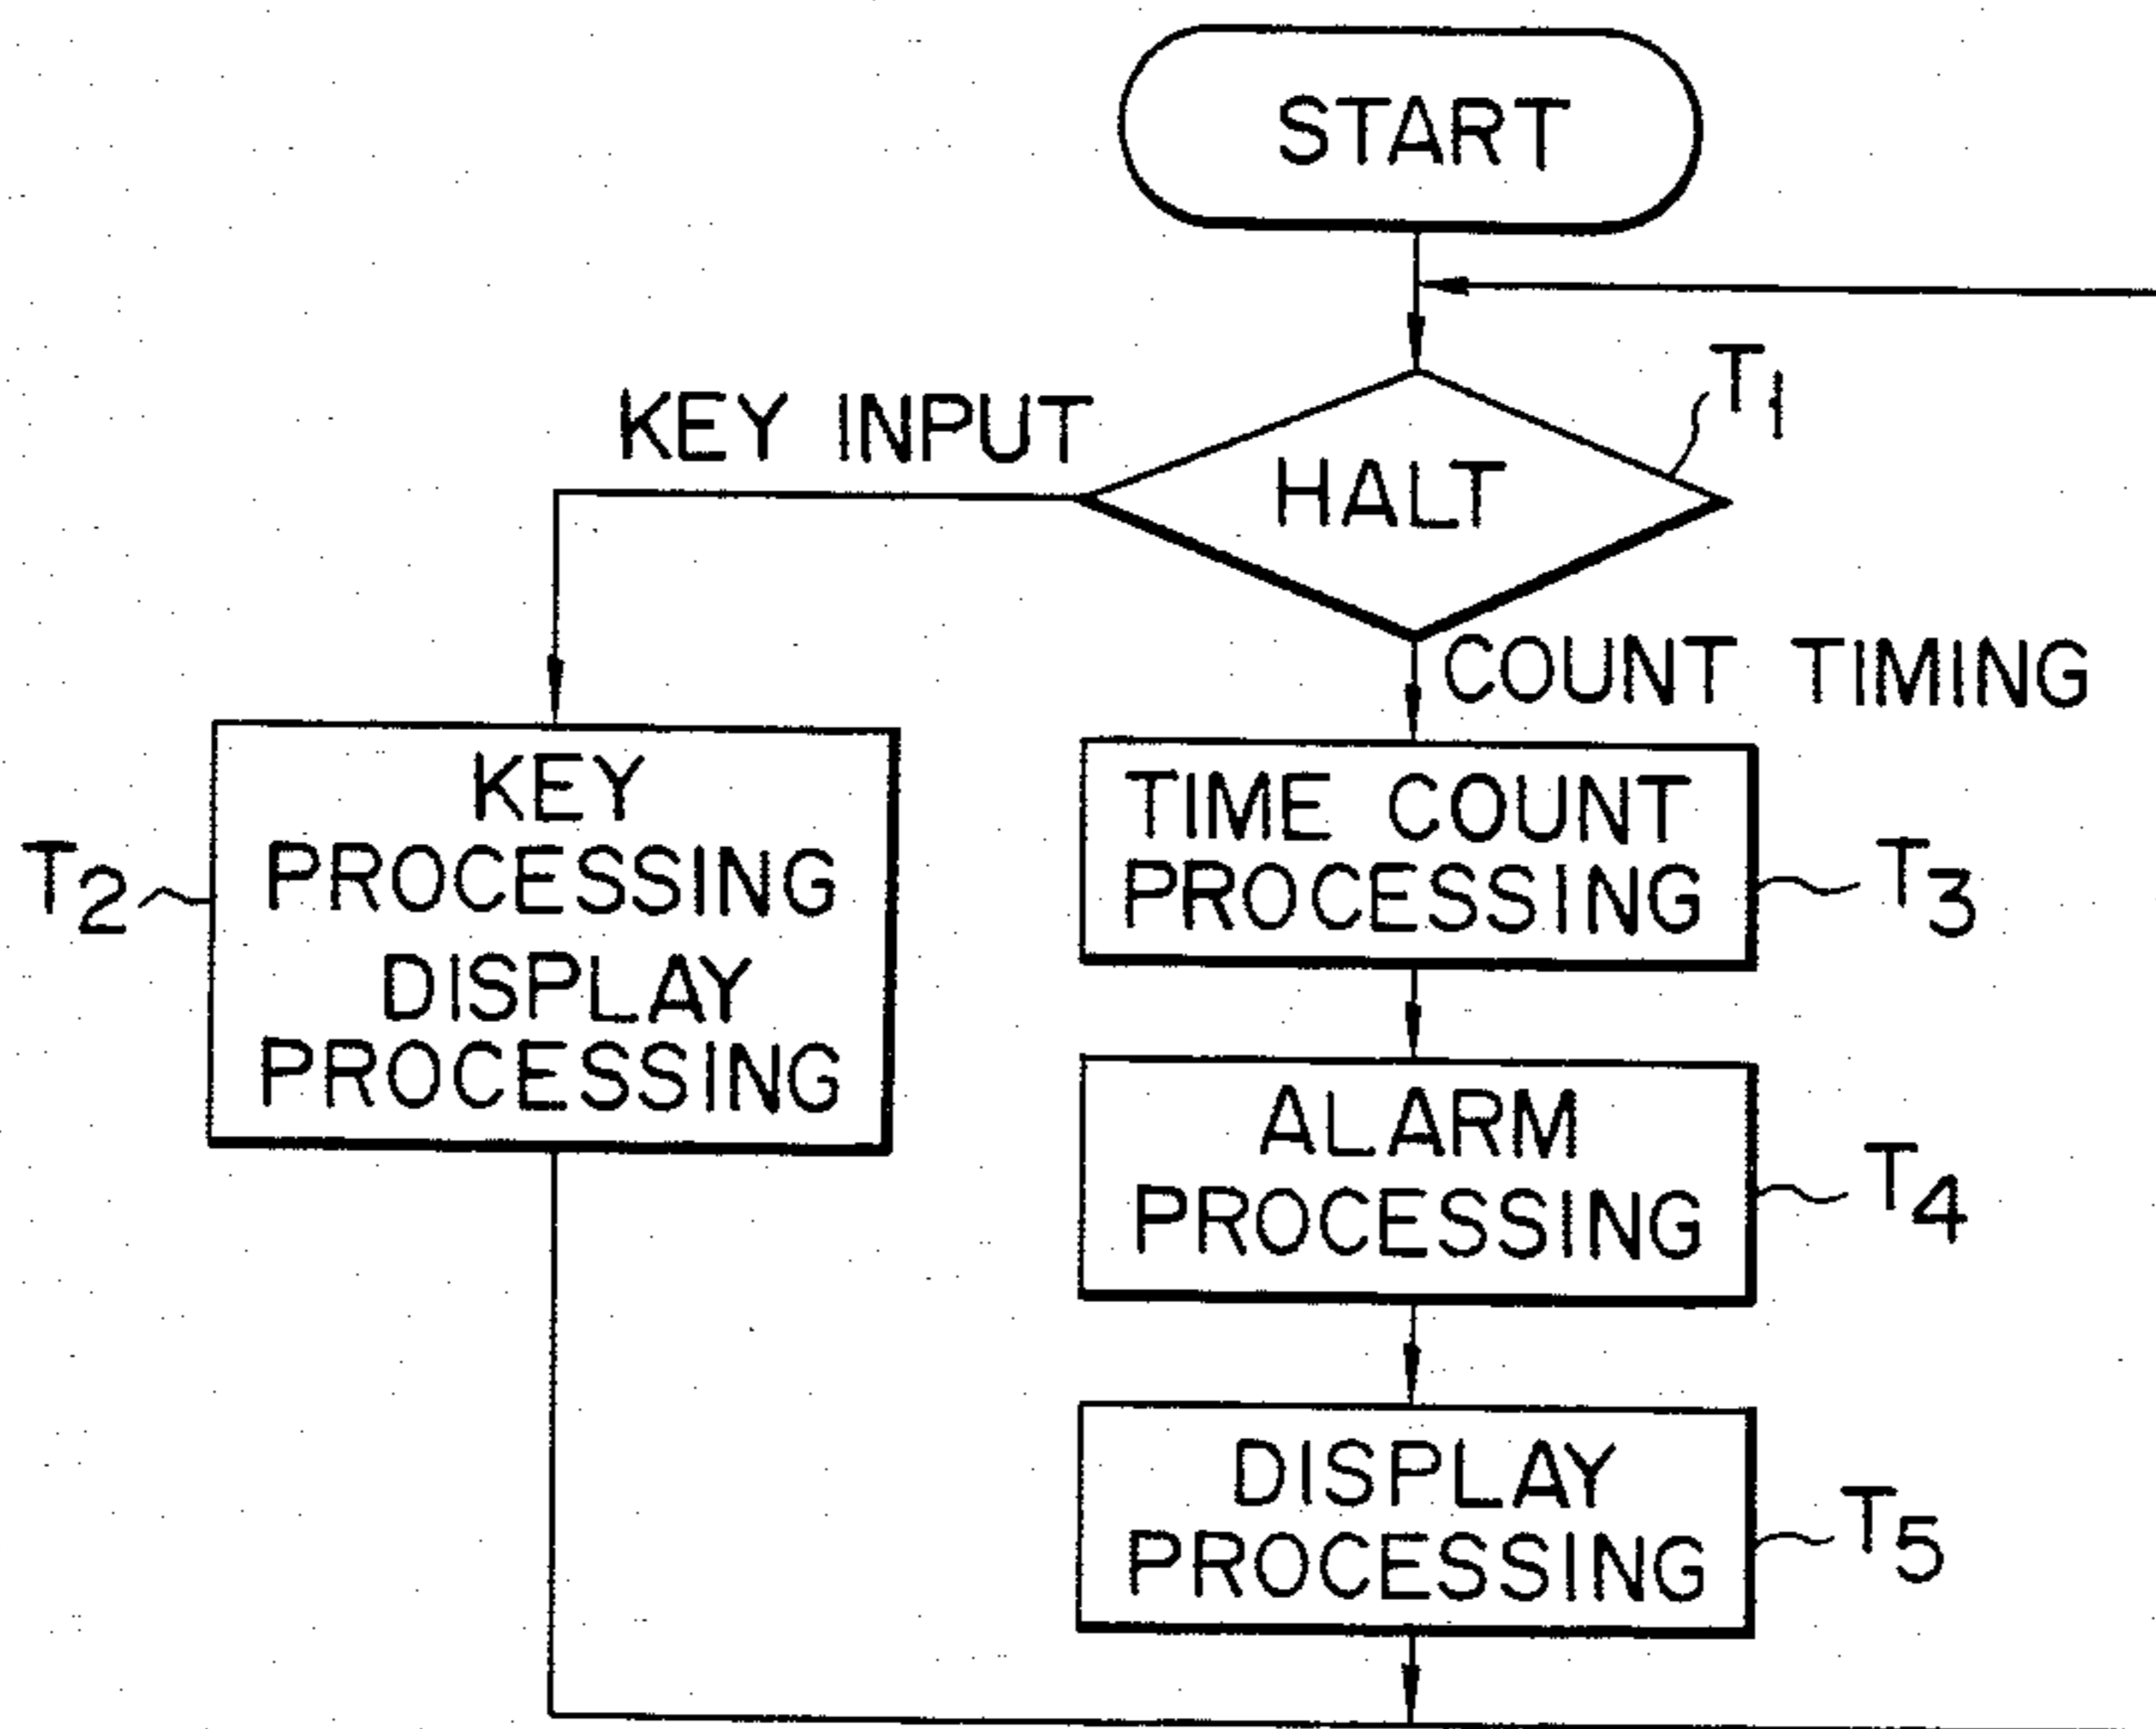 START
T1
KEY INPUT
HALT
COUNT TIMING
KEY
PROCESSING
DISPLAY
PROCESSING
T2
TIME COUNT
PROCESSING
T3
ALARM
PROCESSING
T4
DISPLAY
PROCESSING
T5